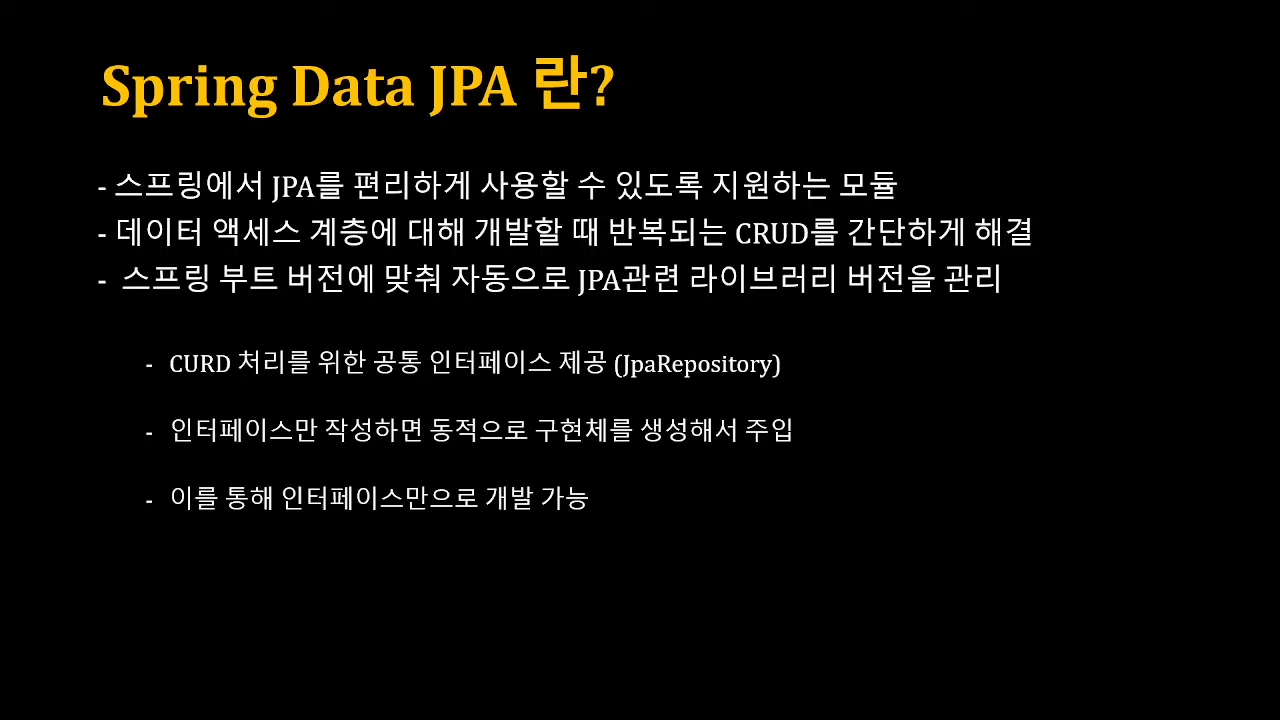 Spring Data JPA 란?
- 스프링에서 JPA를 편리하게 사용할 수 있도록 지원하는 모듈
- 데이터 액세스 계층에 대해 개발할 때 반복되는 CRUD를 간단하게 해결
- 스프링 부트 버전에 맞춰 자동으로 JPA관련 라이브러리 버전을 관리
- CURD 처리를 위한 공통 인터페이스 제공 (JpaRepository)
- 인터페이스만 작성하면 동적으로 구현체를 생성해서 주입
- 이를 통해 인터페이스만으로 개발 가능